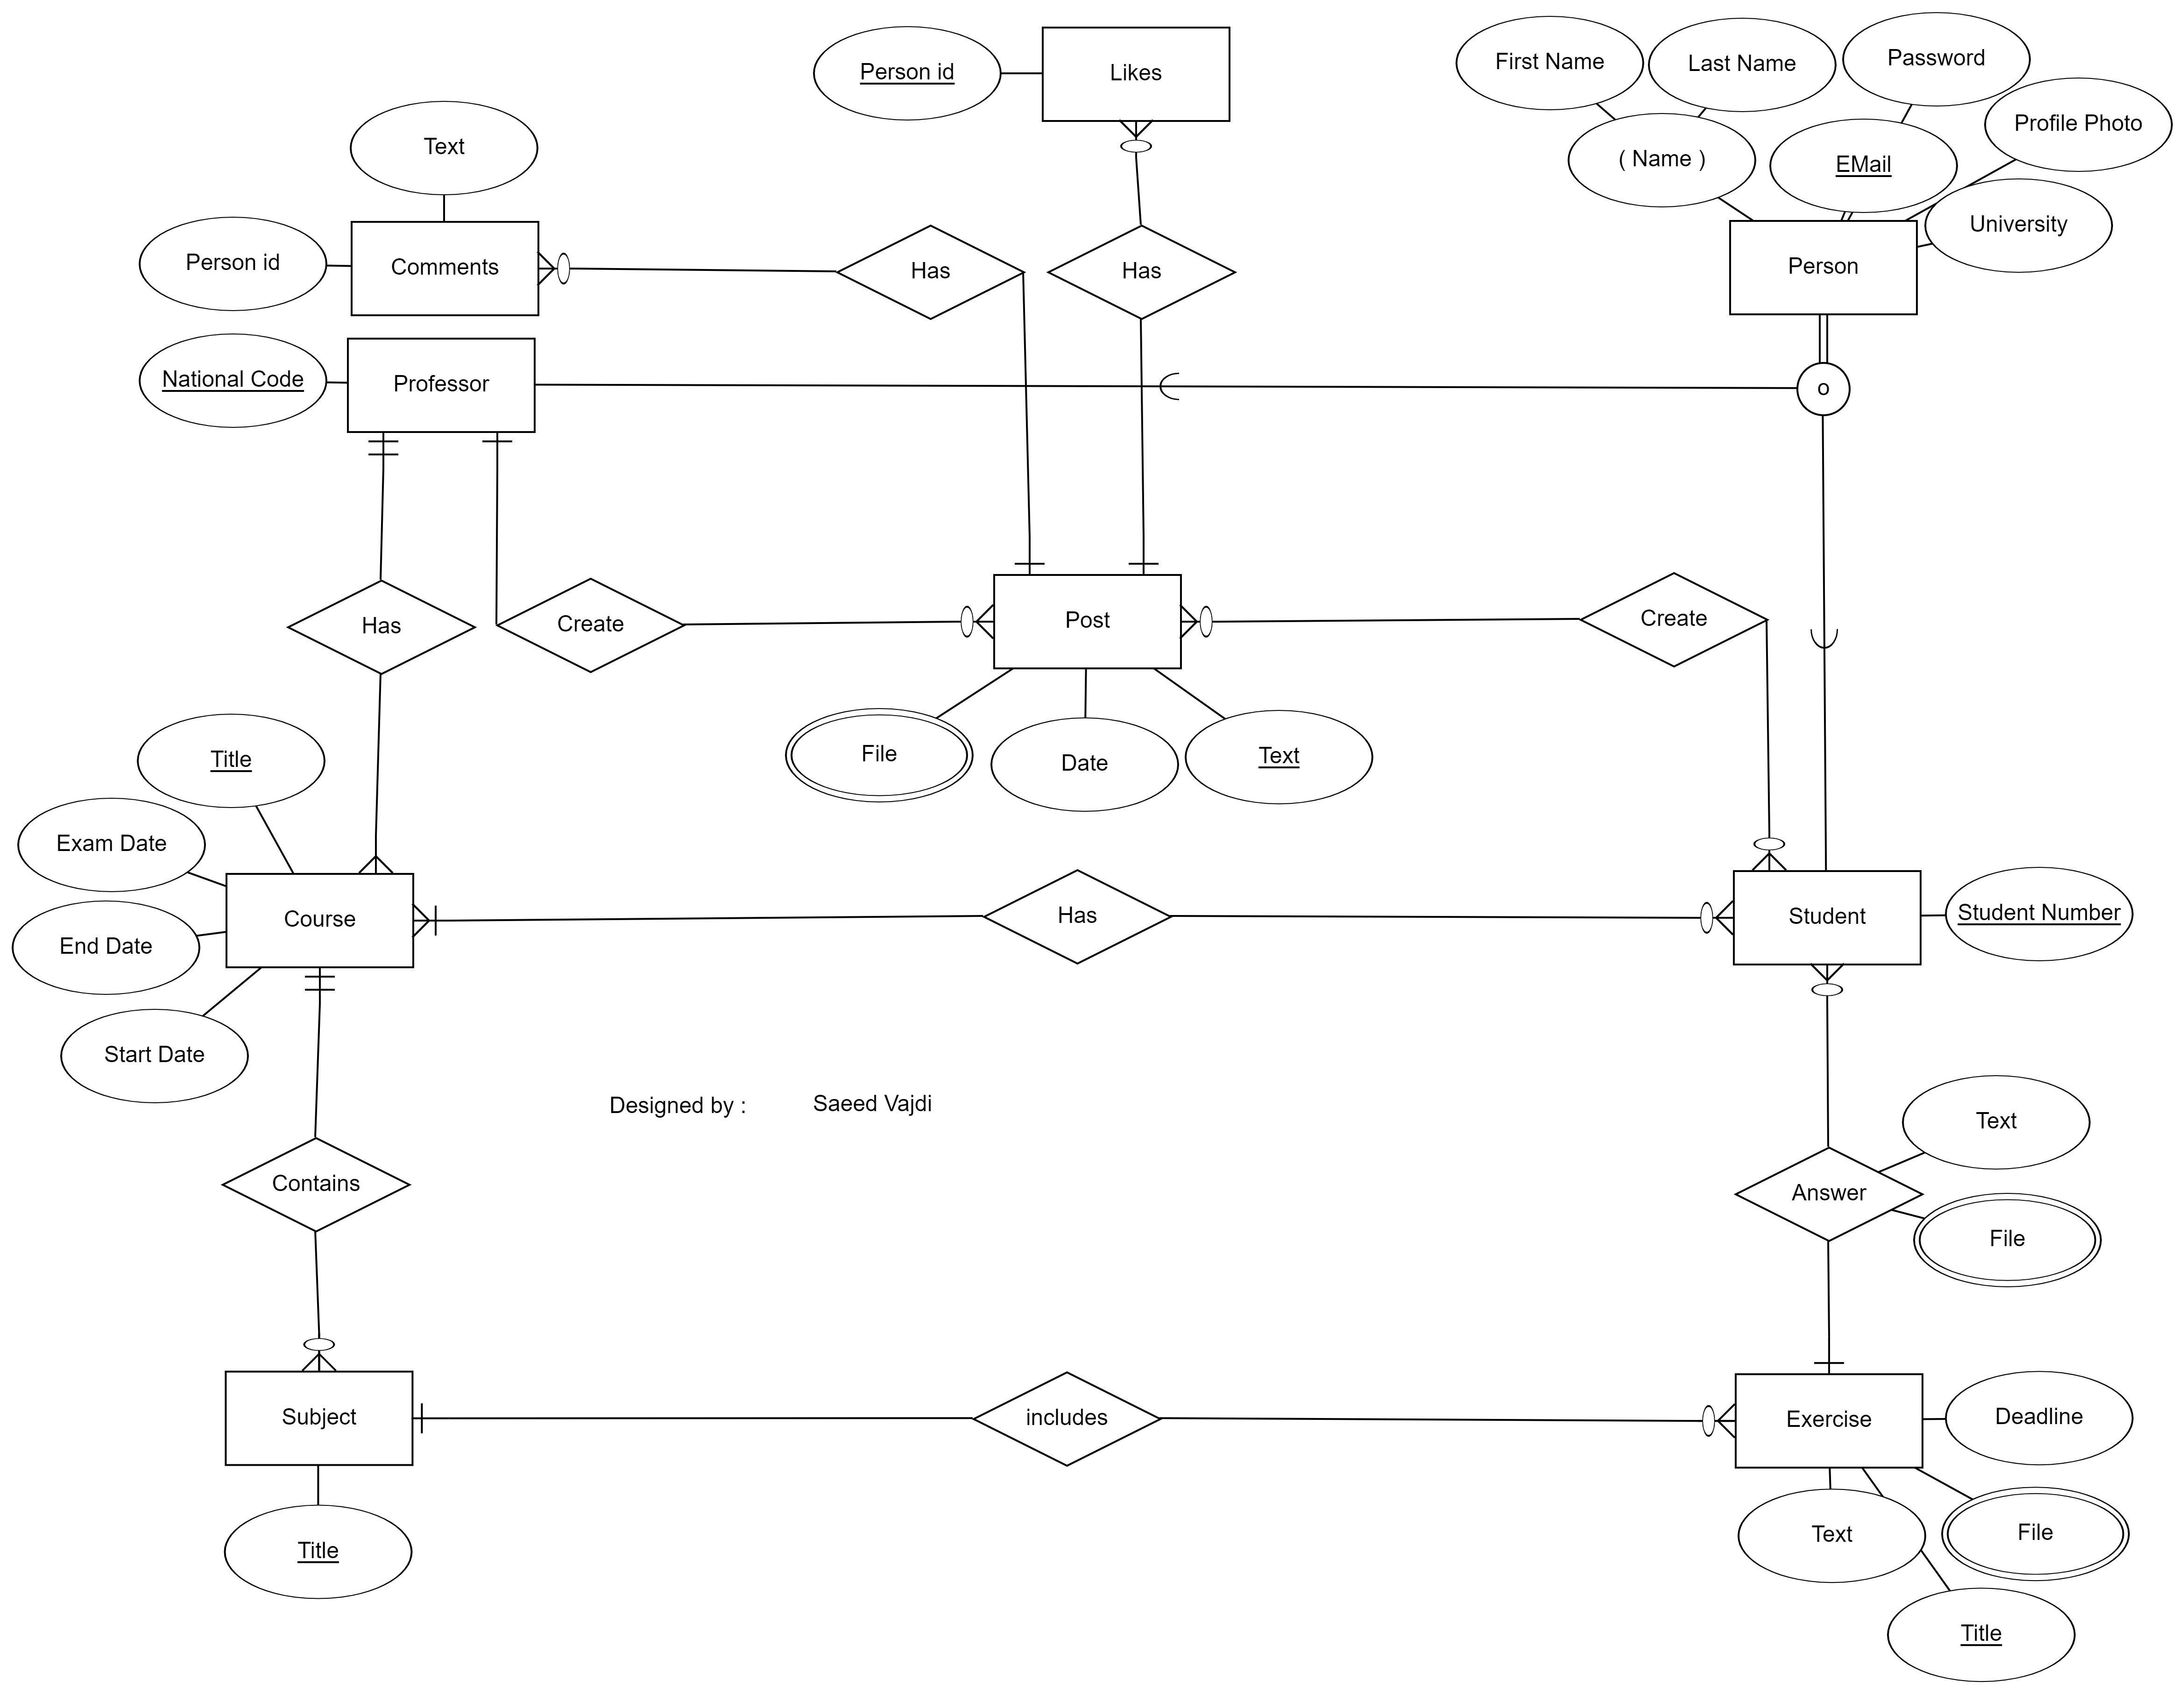 First Name
Last Name
Password
Person id
Likes
Profile Photo
Text
( Name )
EMail
University
Person id
Comments
Has
Has
Person
National Code
Professor
o
Has
Create
Post
Create
Title
File
Date
Text
Exam Date
Course
Has
Student
Student Number
End Date
Start Date
Designed by :
Saeed Vajdi
Text
Contains
Answer
File
Subject
includes
Exercise
Deadline
Title
Text
File
Title